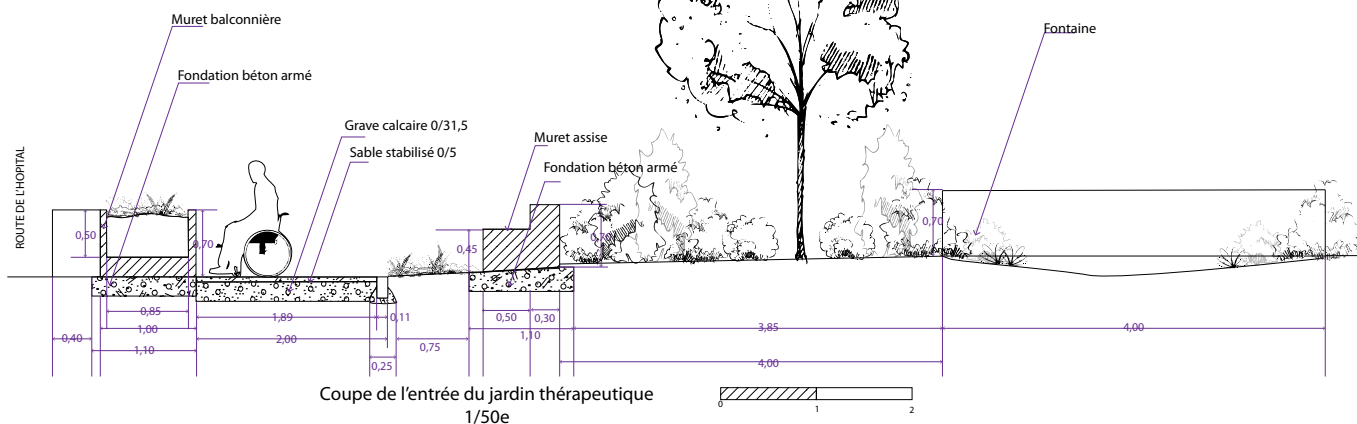 Muret balconnière
Fontaine
Fondation béton armé
Grave calcaire 0/31,5
Muret assise
Sable stabilisé 0/5
Fondation béton armé
ROUTE DE L'HOPITAL
0,50
0,70
0,45
0,70
0,85
1,89
0,11
0,50
0,30
1,00
3,85
4,00
0,40
2,00
1,10
1,10
0,75
0,25
4,00
Coupe de l'entrée du jardin thérapeutique
1/50e
0
1
2